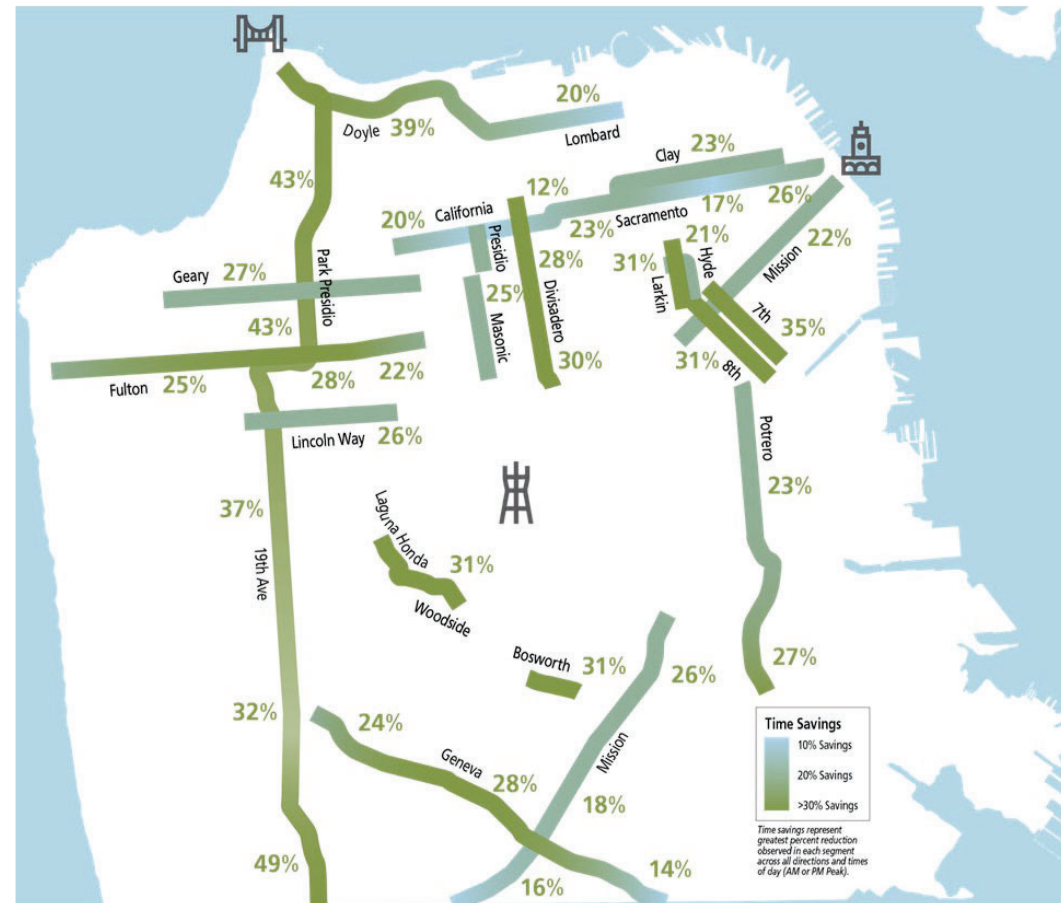 20%
Doyle
39%
Lombard
Clay
23%
43%
12%
20%
California
23%
Sacramento
17%
26%
21%
22%
Mission
Geary
27%
Park Presidio
Presidio
28%
31%
Hyde
Larkin
25%
Masonic
Divisadero
7th
35%
43%
Fulton
25%
28%
22%
30%
31%
8th
Lincoln Way
26%
Potrero
23%
37%
19th Ave
Laguna Honda
31%
Woodside
Bosworth
31%
26%
27%
32%
24%
Geneva
28%
Mission
18%
49%
16%
14%
Time Savings
10% Savings
20% Savings
>30% Savings
Time savings represent
greatest percent reduction
observed in each segment
across all directions and times
of day (AM or PM Peak).